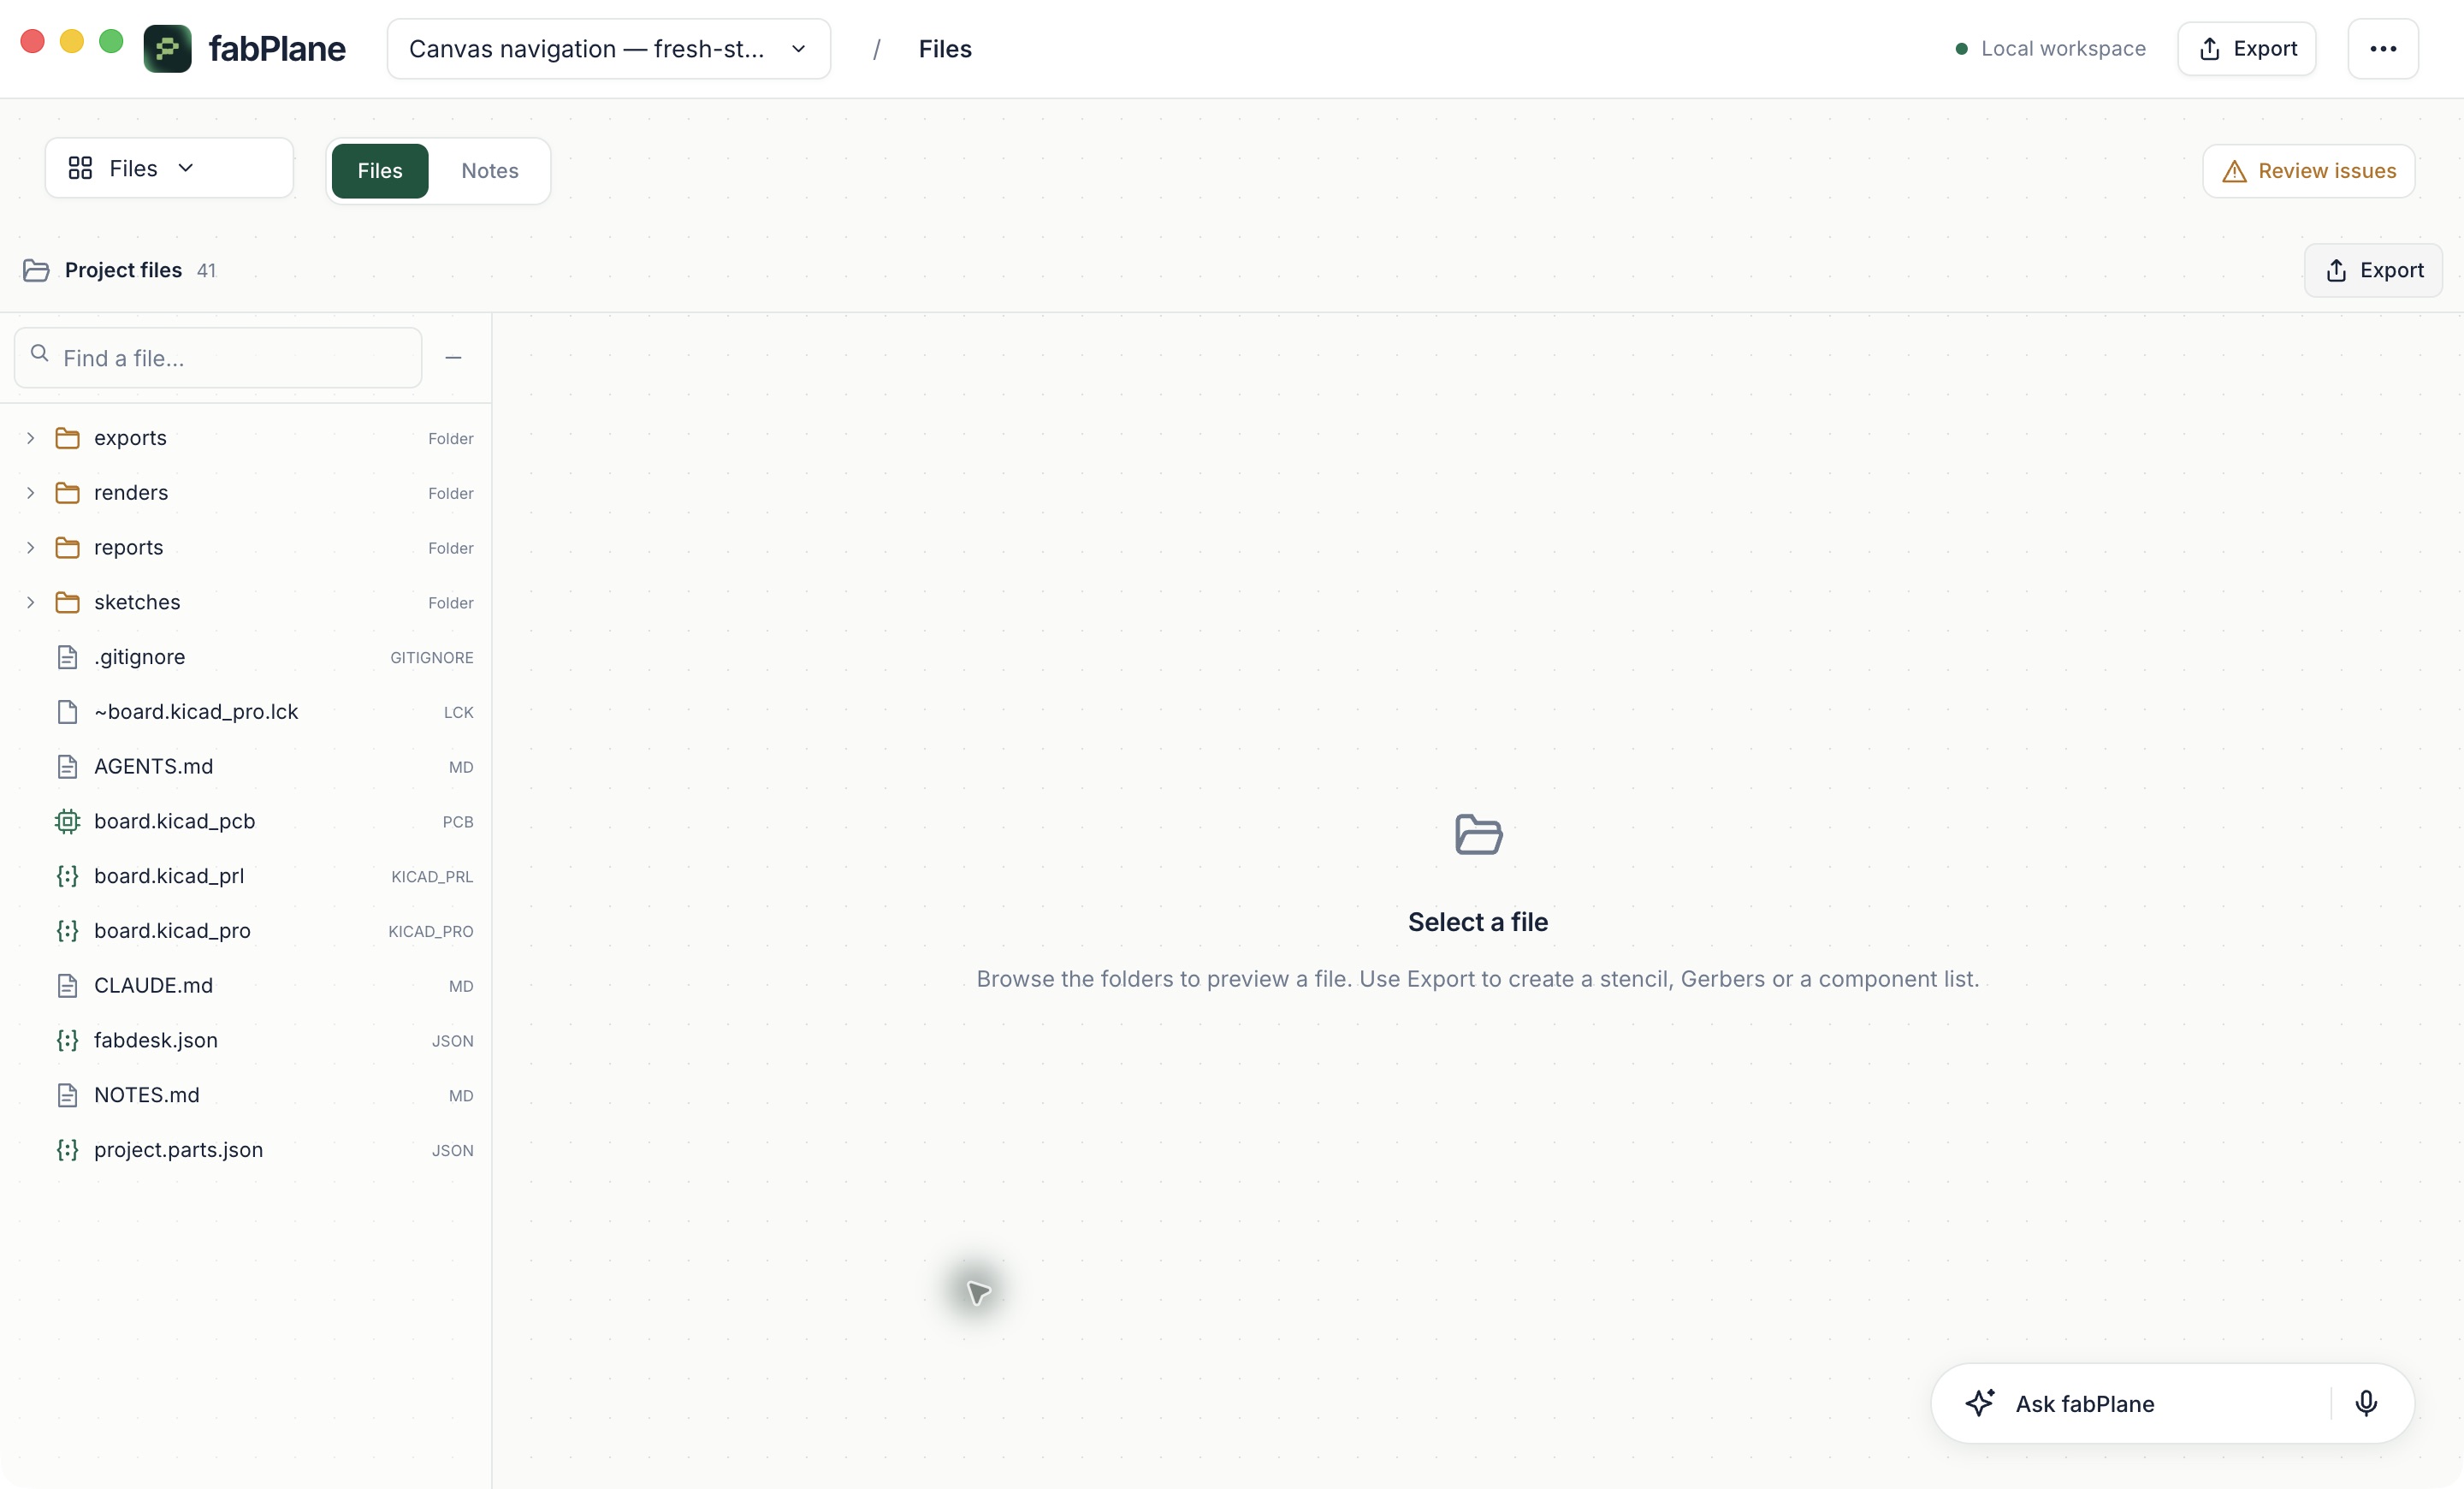 fabPlane
Canvas navigation — fresh-st...
/
Files
Local workspace
Export
Files
Files
Notes
Review issues
Project files 41
Export
Find a file...
exports Folder
renders Folder
reports Folder
sketches Folder
.gitignore GITIGNORE
~board.kicad_pro.lck LCK
AGENTS.md MD
board.kicad_pcb PCB
board.kicad_prl KICAD_PRL
board.kicad_pro KICAD_PRO
CLAUDE.md MD
fabdesk.json JSON
NOTES.md MD
project.parts.json JSON
Select a file
Browse the folders to preview a file. Use Export to create a stencil, Gerbers or a component list.
Ask fabPlane